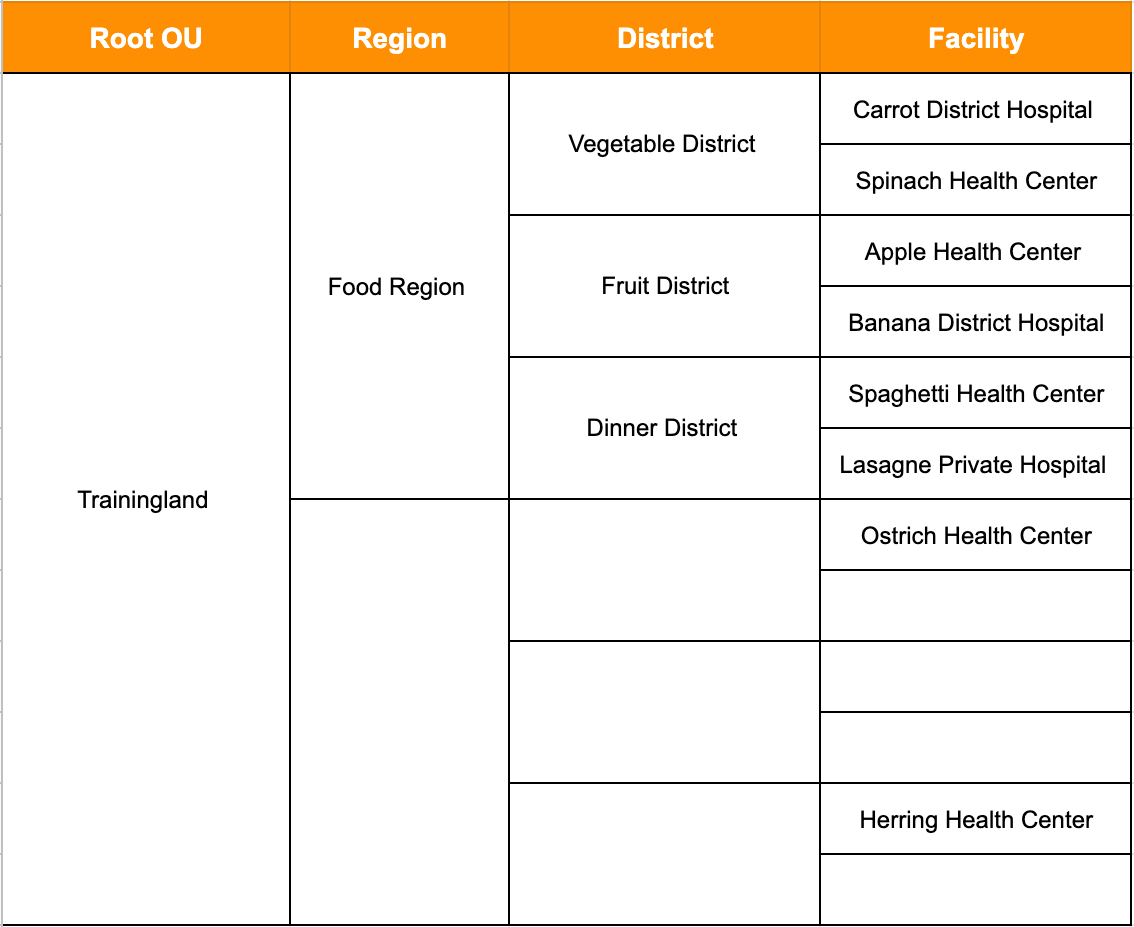 Root OU Region District Facility
Carrot District Hospital
Vegetable District
Spinach Health Center
Apple Health Center
Food Region Fruit District
Banana District Hospital
Spaghetti Health Center
Dinner District
Lasagne Private Hospital
Trainingland
Ostrich Health Center
Herring Health Center